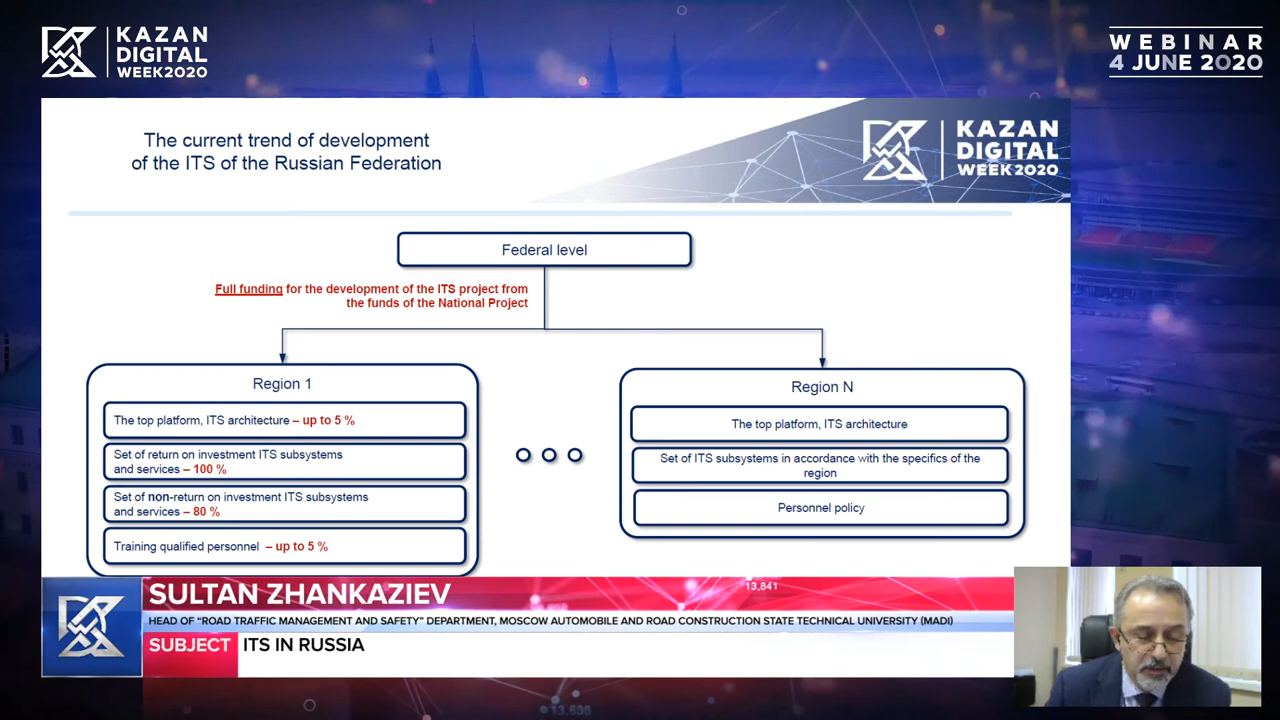 KAZAN
DIGITAL
WEEK2020
WEBINAR
4 JUNE 2020
The current trend of development
of the ITS of the Russian Federation
KAZAN
DIGITAL
WEEK2020
Federal level
Full funding for the development of the ITS project from
the funds of the National Project
Region 1
The top platform, ITS architecture – up to 5 %
Set of return on investment ITS subsystems
and services – 100 %
Set of non-return on investment ITS subsystems
and services – 80 %
Training qualified personnel – up to 5 %
Region N
The top platform, ITS architecture
Set of ITS subsystems in accordance with the specifics of the
region
Personnel policy
SULTAN ZHANKAZIEV
13,841
HEAD OF “ROAD TRAFFIC MANAGEMENT AND SAFETY” DEPARTMENT, MOSCOW AUTOMOBILE AND ROAD CONSTRUCTION STATE TECHNICAL UNIVERSITY (MADI)
SUBJECT ITS IN RUSSIA
13,636